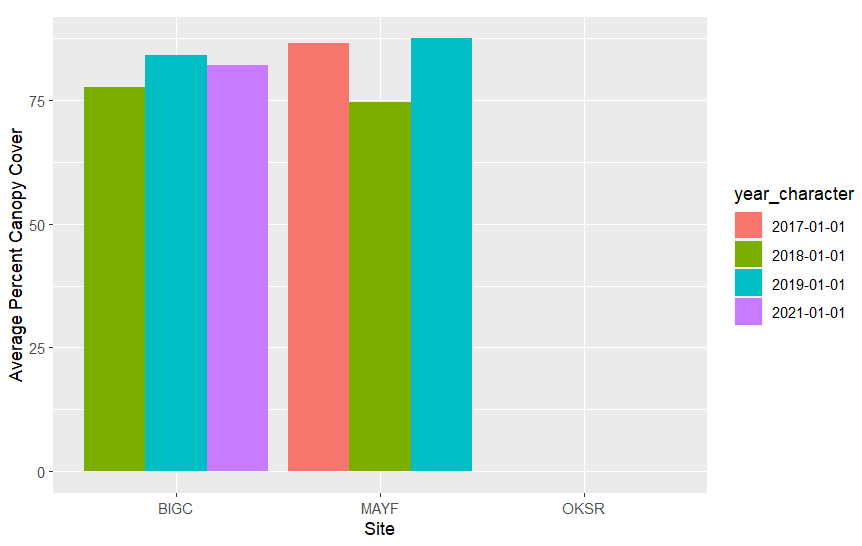 Average Percent Canopy Cover
75
50
25
0
BIGC MAYF OKSR
Site
year_character
2017-01-01
2018-01-01
2019-01-01
2021-01-01